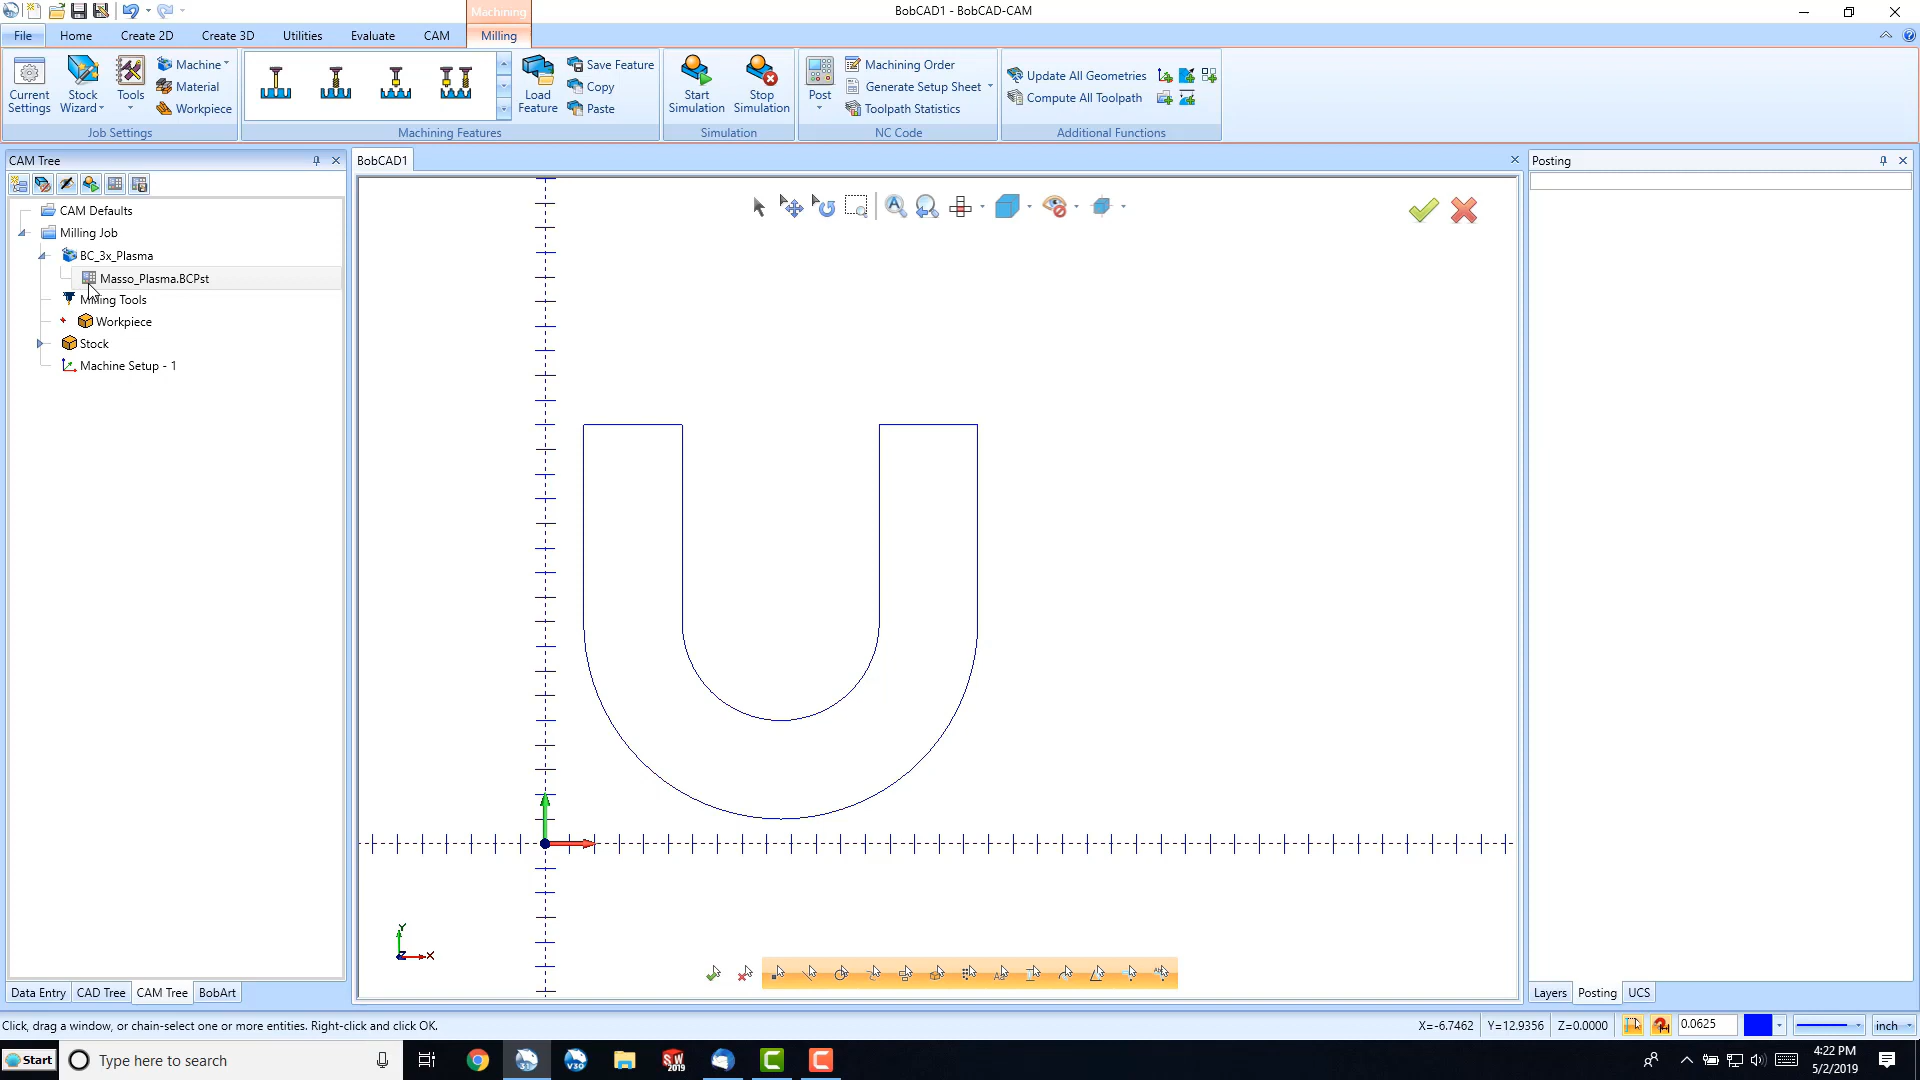 BobCAD1 - BobCAD-CAM
Machining
File Home Create 2D Create 3D Utilities Evaluate CAM Milling
Current Settings
Stock Wizard
Tools
Machine
Material
Workpiece
Job Settings
Load Feature
Save Feature
Copy
Paste
Machining Features
Start Simulation
Stop Simulation
Simulation
Post
Machining Order
Generate Setup Sheet
Toolpath Statistics
NC Code
Update All Geometries
Compute All Toolpath
Additional Functions
CAM Tree
BobCAD1
Posting
CAM Defaults
Milling Job
BC_3x_Plasma
Masso_Plasma.BCPst
Milling Tools
Workpiece
Stock
Machine Setup - 1
Y
Z
X
Data Entry CAD Tree CAM Tree BobArt
Layers Posting UCS
Click, drag a window, or chain-select one or more entities. Right-click and click OK.
X=-6.7462 Y=12.9356 Z=0.0000 0.0625 inch
Start
Type here to search
V30
SW 2019
4:22 PM
5/2/2019